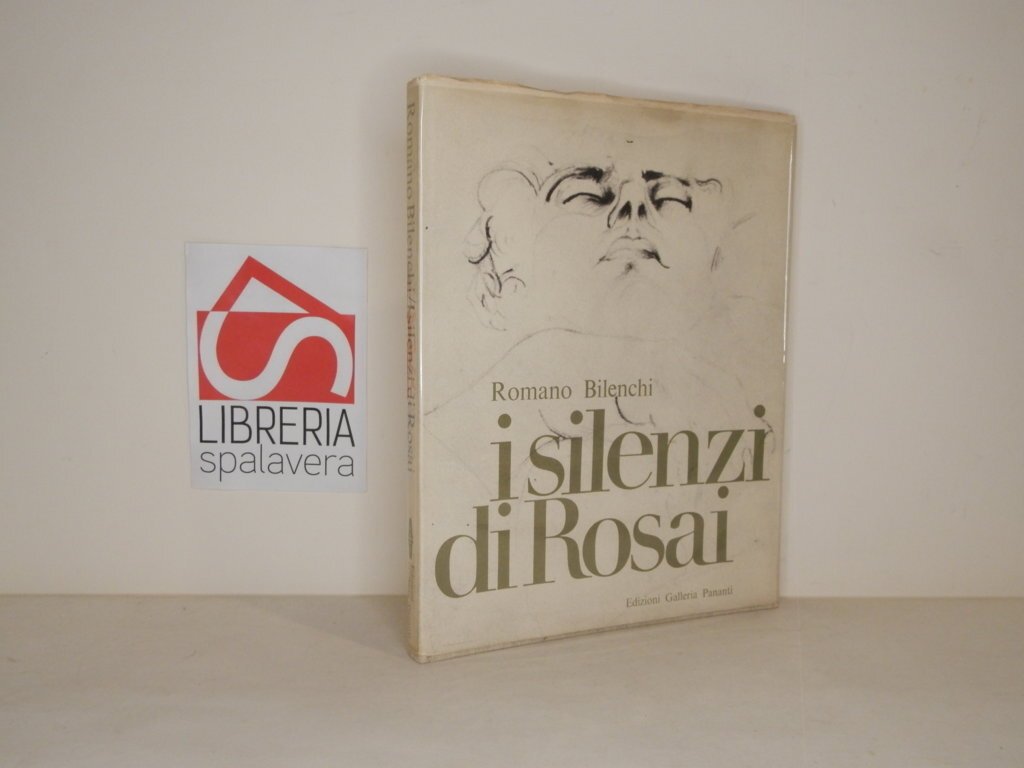 LIBRERIA
spalavera
Romano Bilenchi/I silenzi di Rosai
Romano Bilenchi
i silenzi
di Rosai
Edizioni Galleria Pananti